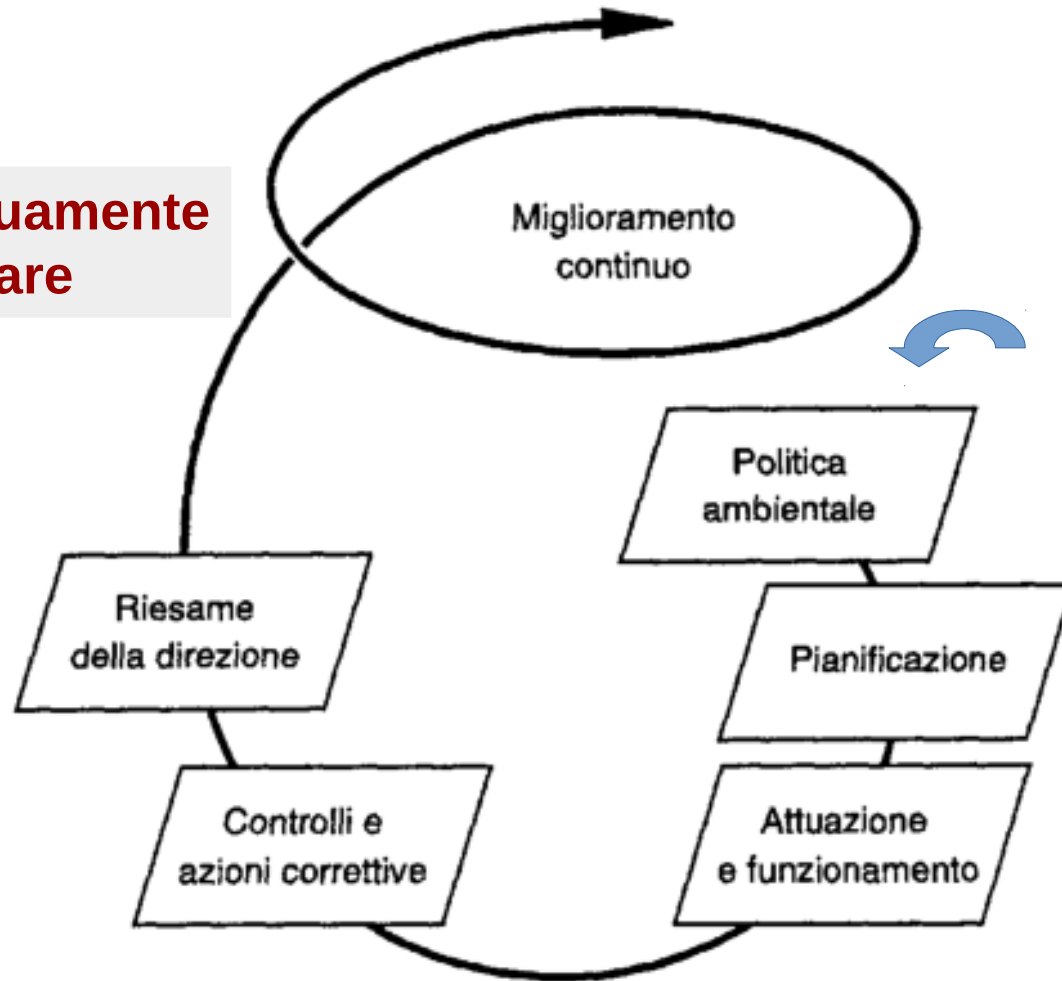 uamente
are
Miglioramento
continuo
Politica
ambientale
Pianificazione
Attuazione
e funzionamento
Controlli e
azioni correttive
Riesame
della direzione